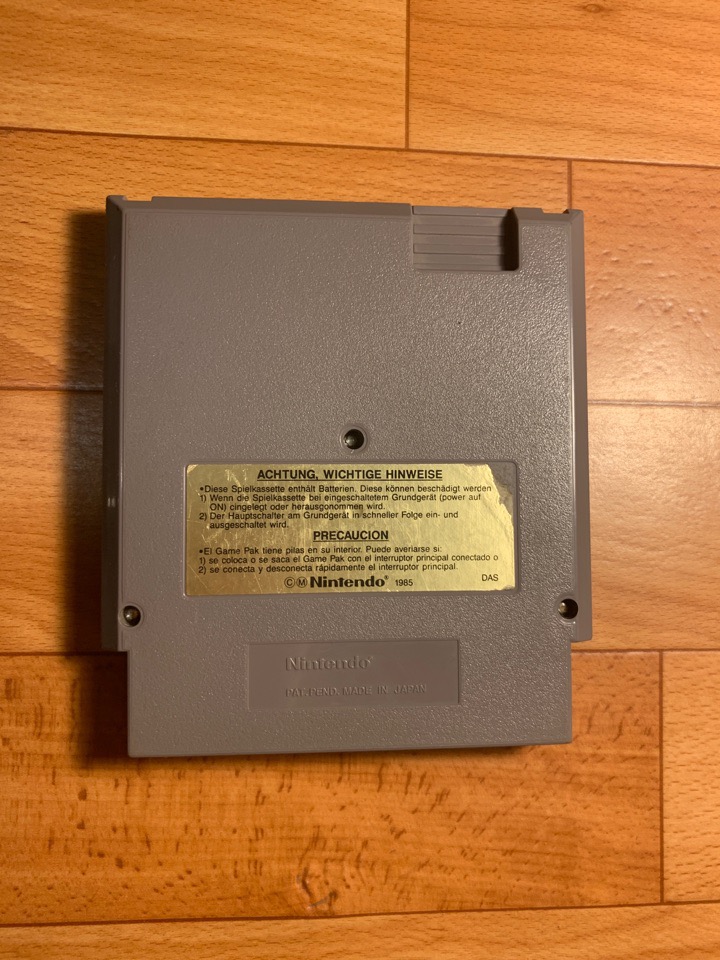 ACHTUNG, WICHTIGE HINWEISE
•Diese Spielkassette enthält Batterien. Diese können beschädigt werden
1) Wenn die Spielkassette bei eingeschaltetem Grundgerät (power auf
ON) eingelegt oder herausgonommen wird.
2) Der Hauptschalter am Grundgerät in schneller Folge ein- und
ausgeschaltet wird.
PRECAUCION
•El Game Pak tiene pilas en su interior. Puede averiarse si:
1) se coloca o se saca el Game Pak con el interruptor principal conectado o
2) se conecta y desconecta rápidamente el interruptor principal.
©Ⓜ Nintendo® 1985 DAS
Nintendo®
PAT. PEND. MADE IN JAPAN